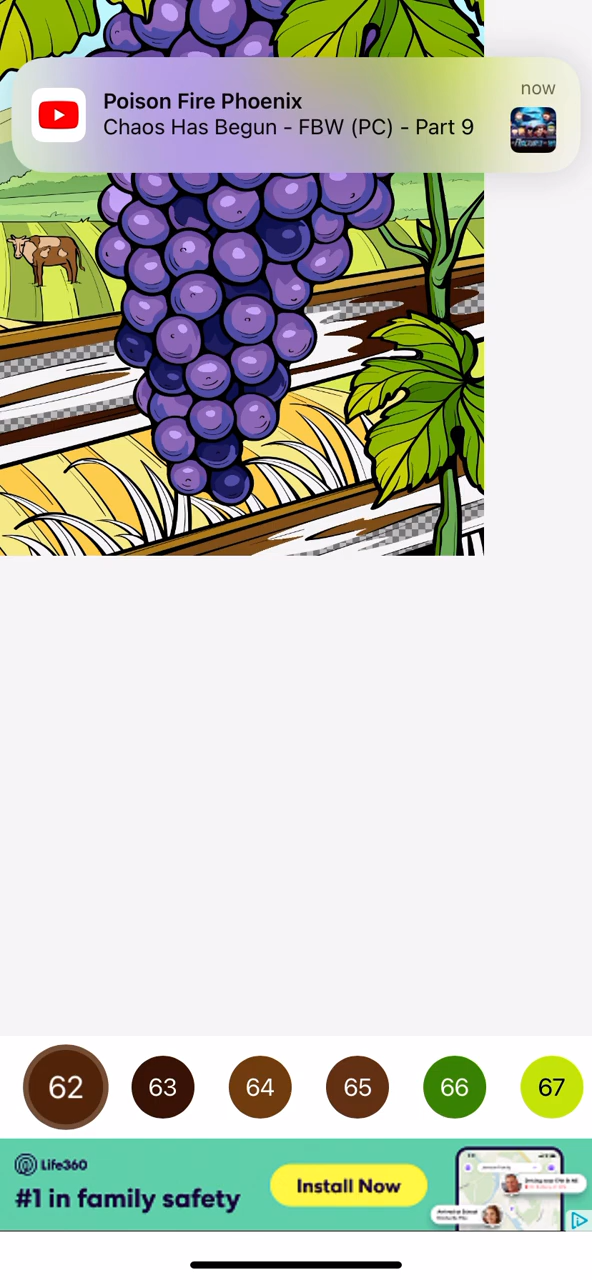 now
Poison Fire Phoenix
Chaos Has Begun - FBW (PC) - Part 9
62
63
64
65
66
67
Life360
#1 in family safety
Install Now